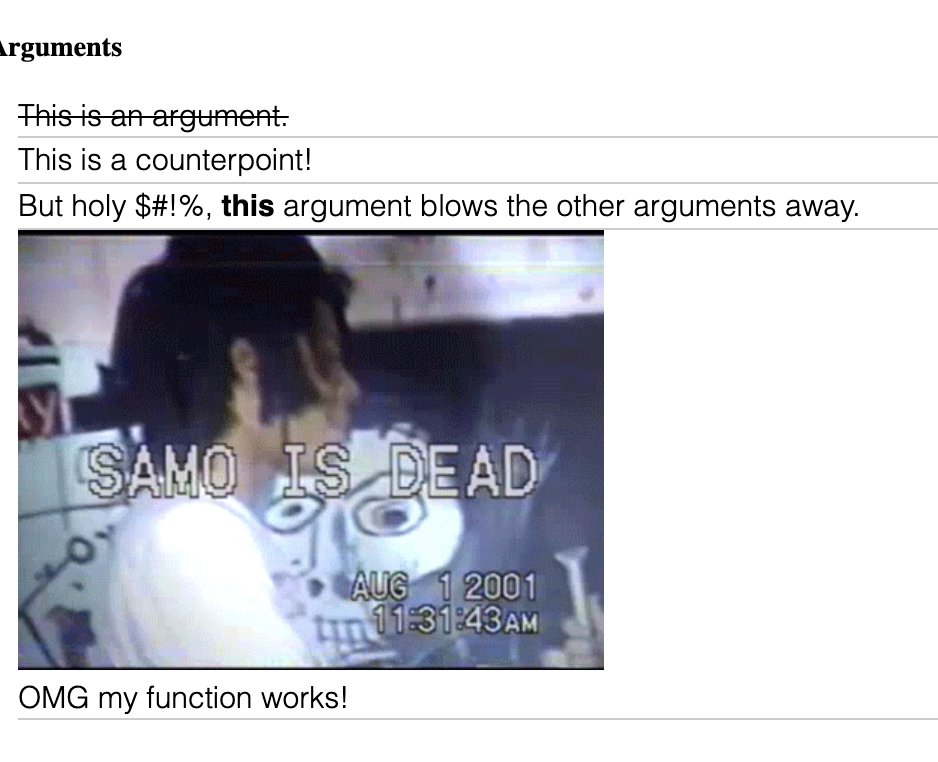 Arguments
This is an argument.
This is a counterpoint!
But holy $#!%, this argument blows the other arguments away.
SAMO IS DEAD
AUG 1 2001
11:31:43AM
OMG my function works!